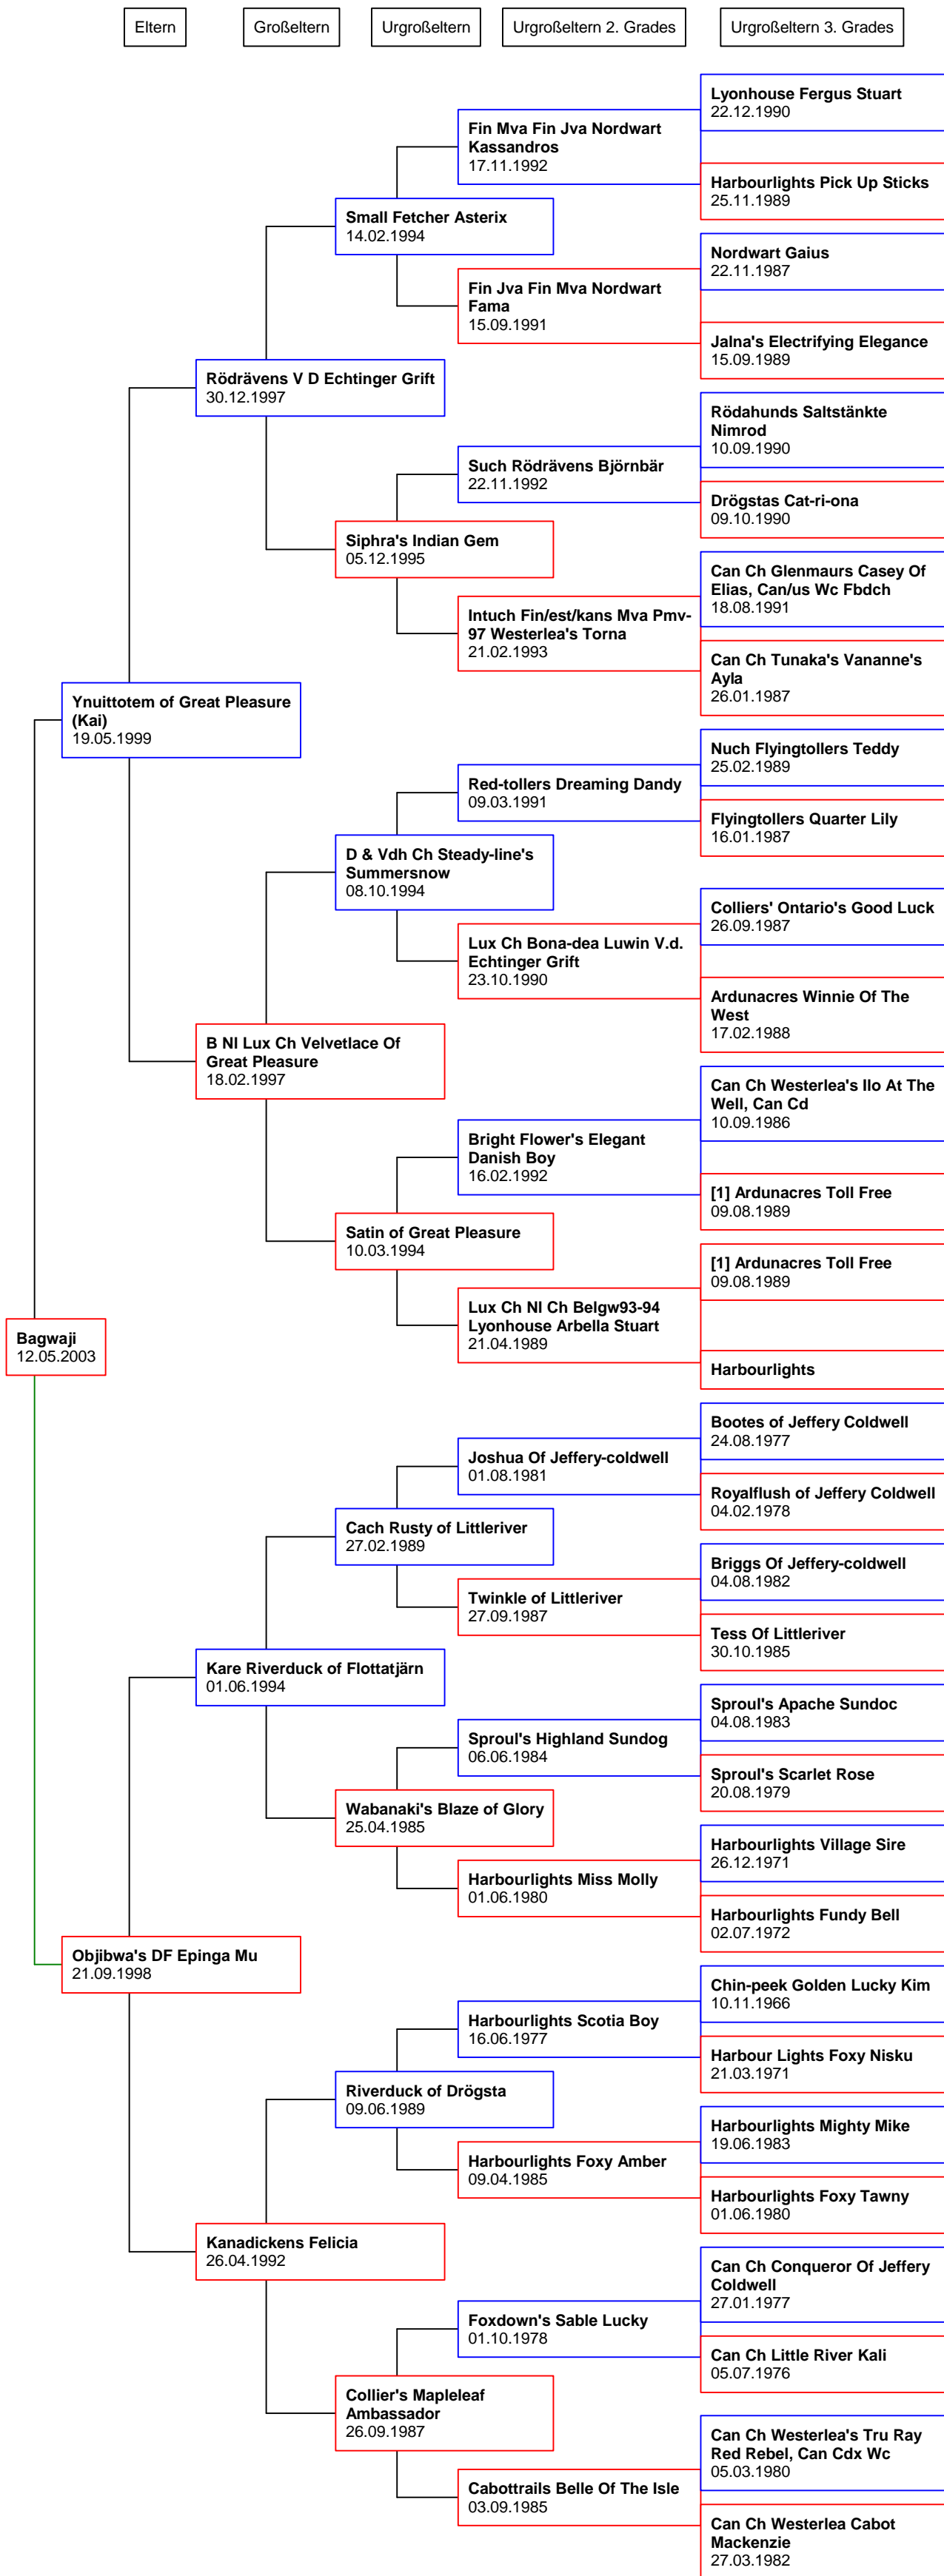 Eltern
Großeltern
Urgroßeltern
Urgroßeltern 2. Grades
Urgroßeltern 3. Grades
Lyonhouse Fergus Stuart
22.12.1990
Fin Mva Fin Jva Nordwart
Kassandros
17.11.1992
Harbourlights Pick Up Sticks
25.11.1989
Small Fetcher Asterix
14.02.1994
Nordwart Gaius
22.11.1987
Fin Jva Fin Mva Nordwart
Fama
15.09.1991
Jalna's Electrifying Elegance
15.09.1989
Rödrävens V D Echtinger Grift
30.12.1997
Rödahunds Saltstänkte
Nimrod
10.09.1990
Such Rödrävens Björnbär
22.11.1992
Drögstas Cat-ri-ona
09.10.1990
Siphra's Indian Gem
05.12.1995
Can Ch Glenmaurs Casey Of
Elias, Can/us Wc Fbdch
18.08.1991
Intuch Fin/est/kans Mva Pmv-
97 Westerlea's Torna
21.02.1993
Can Ch Tunaka's Vananne's
Ayla
26.01.1987
Ynuittotem of Great Pleasure
(Kai)
19.05.1999
Nuch Flyingtollers Teddy
25.02.1989
Red-tollers Dreaming Dandy
09.03.1991
Flyingtollers Quarter Lily
16.01.1987
D & Vdh Ch Steady-line's
Summersnow
08.10.1994
Colliers' Ontario's Good Luck
26.09.1987
Lux Ch Bona-dea Luwin V.d.
Echtinger Grift
23.10.1990
Ardunacres Winnie Of The
West
17.02.1988
B Nl Lux Ch Velvetlace Of
Great Pleasure
18.02.1997
Can Ch Westerlea's Ilo At The
Well, Can Cd
10.09.1986
Bright Flower's Elegant
Danish Boy
16.02.1992
[1] Ardunacres Toll Free
09.08.1989
Satin of Great Pleasure
10.03.1994
[1] Ardunacres Toll Free
09.08.1989
Lux Ch Nl Ch Belgw93-94
Lyonhouse Arbella Stuart
21.04.1989
Harbourlights
Bagwaji
12.05.2003
Bootes of Jeffery Coldwell
24.08.1977
Joshua Of Jeffery-coldwell
01.08.1981
Royalflush of Jeffery Coldwell
04.02.1978
Cach Rusty of Littleriver
27.02.1989
Briggs Of Jeffery-coldwell
04.08.1982
Twinkle of Littleriver
27.09.1987
Tess Of Littleriver
30.10.1985
Kare Riverduck of Flottatjärn
01.06.1994
Sproul's Apache Sundoc
04.08.1983
Sproul's Highland Sundog
06.06.1984
Sproul's Scarlet Rose
20.08.1979
Wabanaki's Blaze of Glory
25.04.1985
Harbourlights Village Sire
26.12.1971
Harbourlights Miss Molly
01.06.1980
Harbourlights Fundy Bell
02.07.1972
Objibwa's DF Epinga Mu
21.09.1998
Chin-peek Golden Lucky Kim
10.11.1966
Harbourlights Scotia Boy
16.06.1977
Harbour Lights Foxy Nisku
21.03.1971
Riverduck of Drögsta
09.06.1989
Harbourlights Mighty Mike
19.06.1983
Harbourlights Foxy Amber
09.04.1985
Harbourlights Foxy Tawny
01.06.1980
Kanadickens Felicia
26.04.1992
Can Ch Conqueror Of Jeffery
Coldwell
27.01.1977
Foxdown's Sable Lucky
01.10.1978
Can Ch Little River Kali
05.07.1976
Collier's Mapleleaf
Ambassador
26.09.1987
Can Ch Westerlea's Tru Ray
Red Rebel, Can Cdx Wc
05.03.1980
Cabottrails Belle Of The Isle
03.09.1985
Can Ch Westerlea Cabot
Mackenzie
27.03.1982